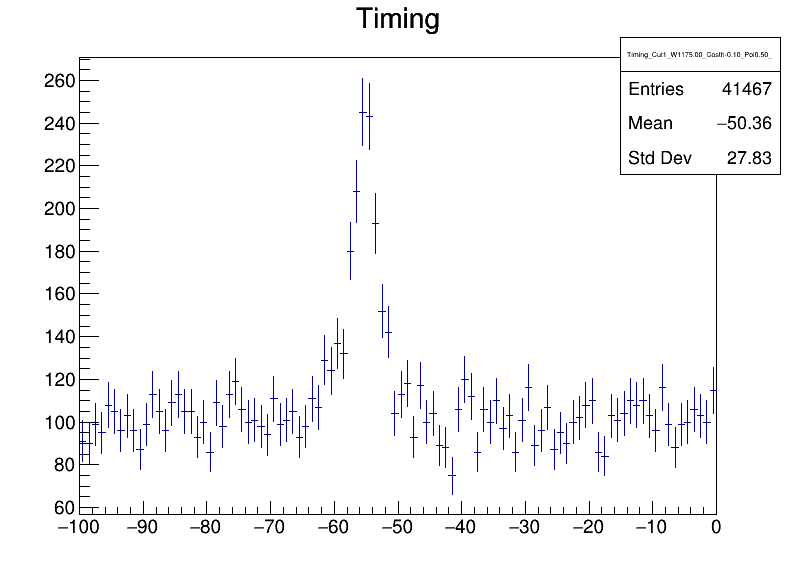 Timing
Timing_Cut1_W1175.00_Costh-0.10_Pol0.50_
Entries 41467
Mean −50.36
Std Dev 27.83
260
240
220
200
180
160
140
120
100
80
60
−100 −90 −80 −70 −60 −50 −40 −30 −20 −10 0